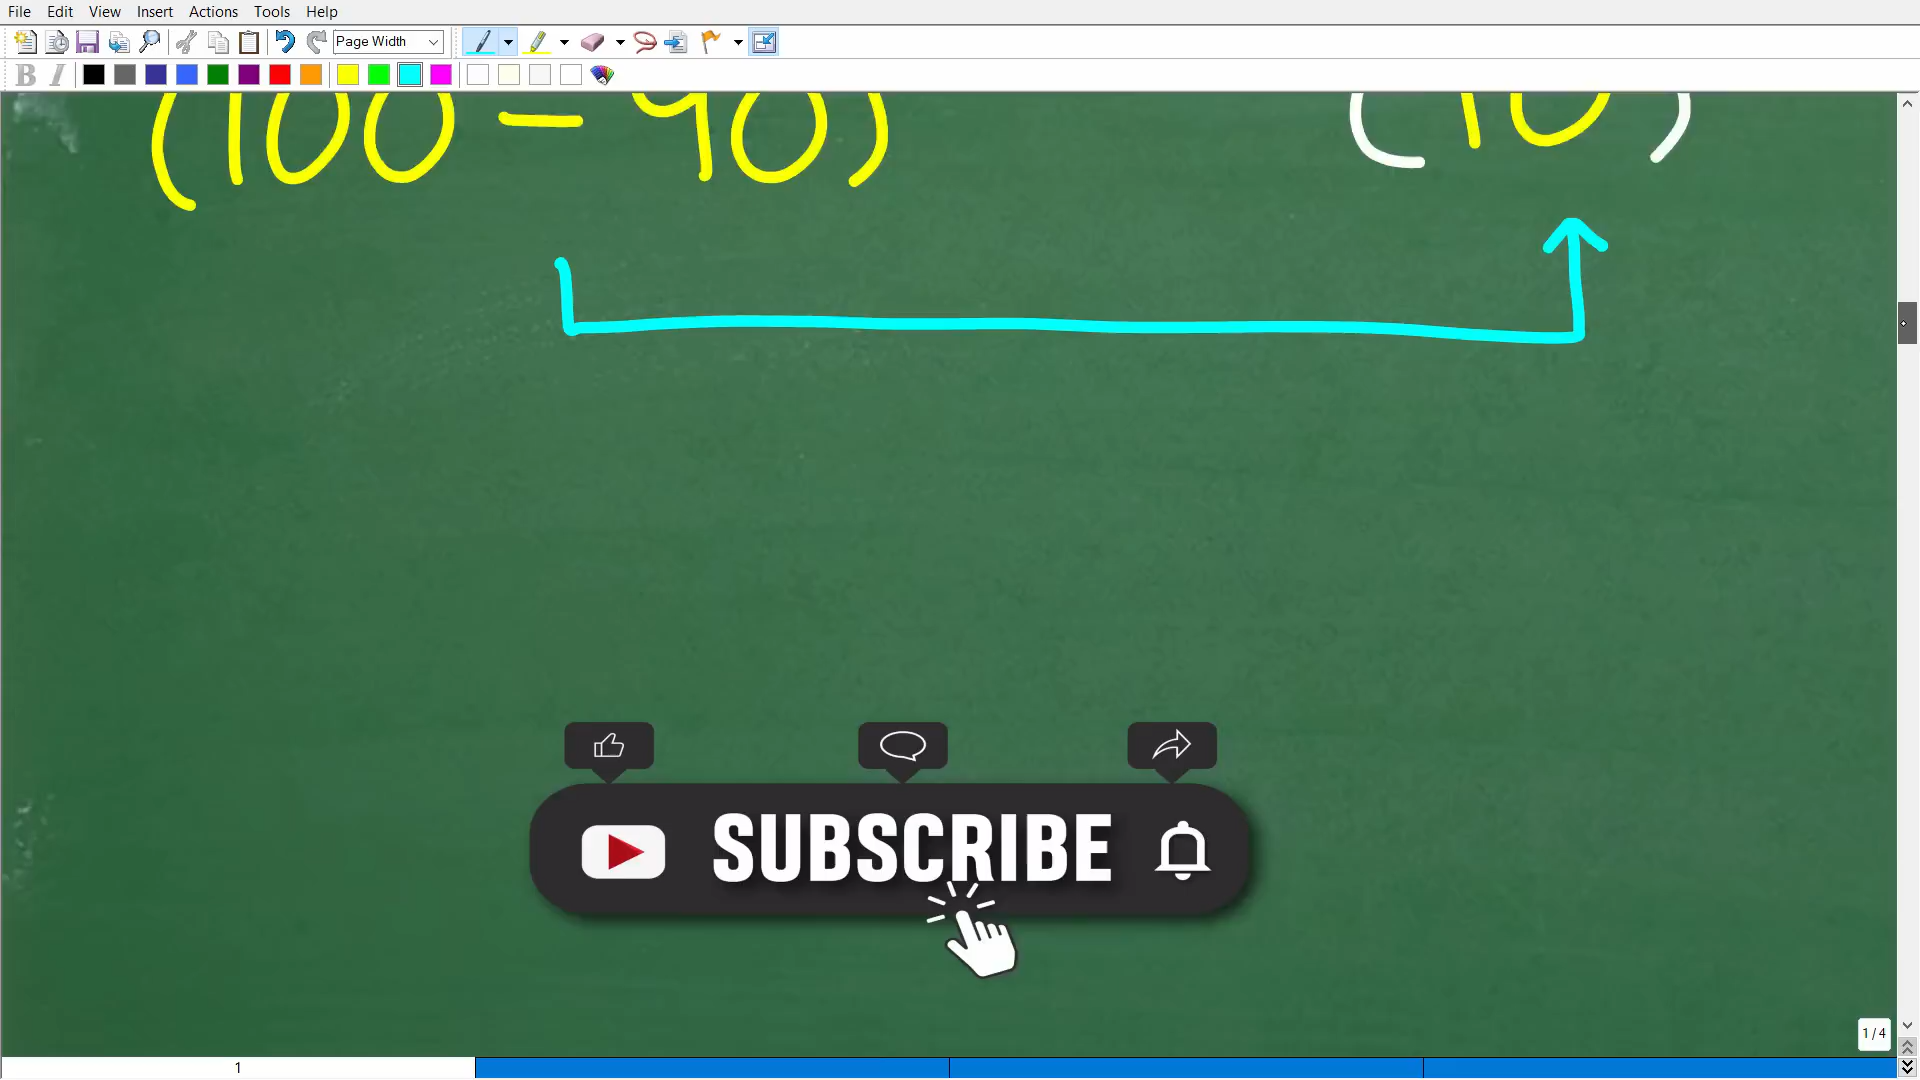 File Edit View Insert Actions Tools Help
Page Width
B I
(100 - 90) (10)
SUBSCRIBE
1 / 4
1